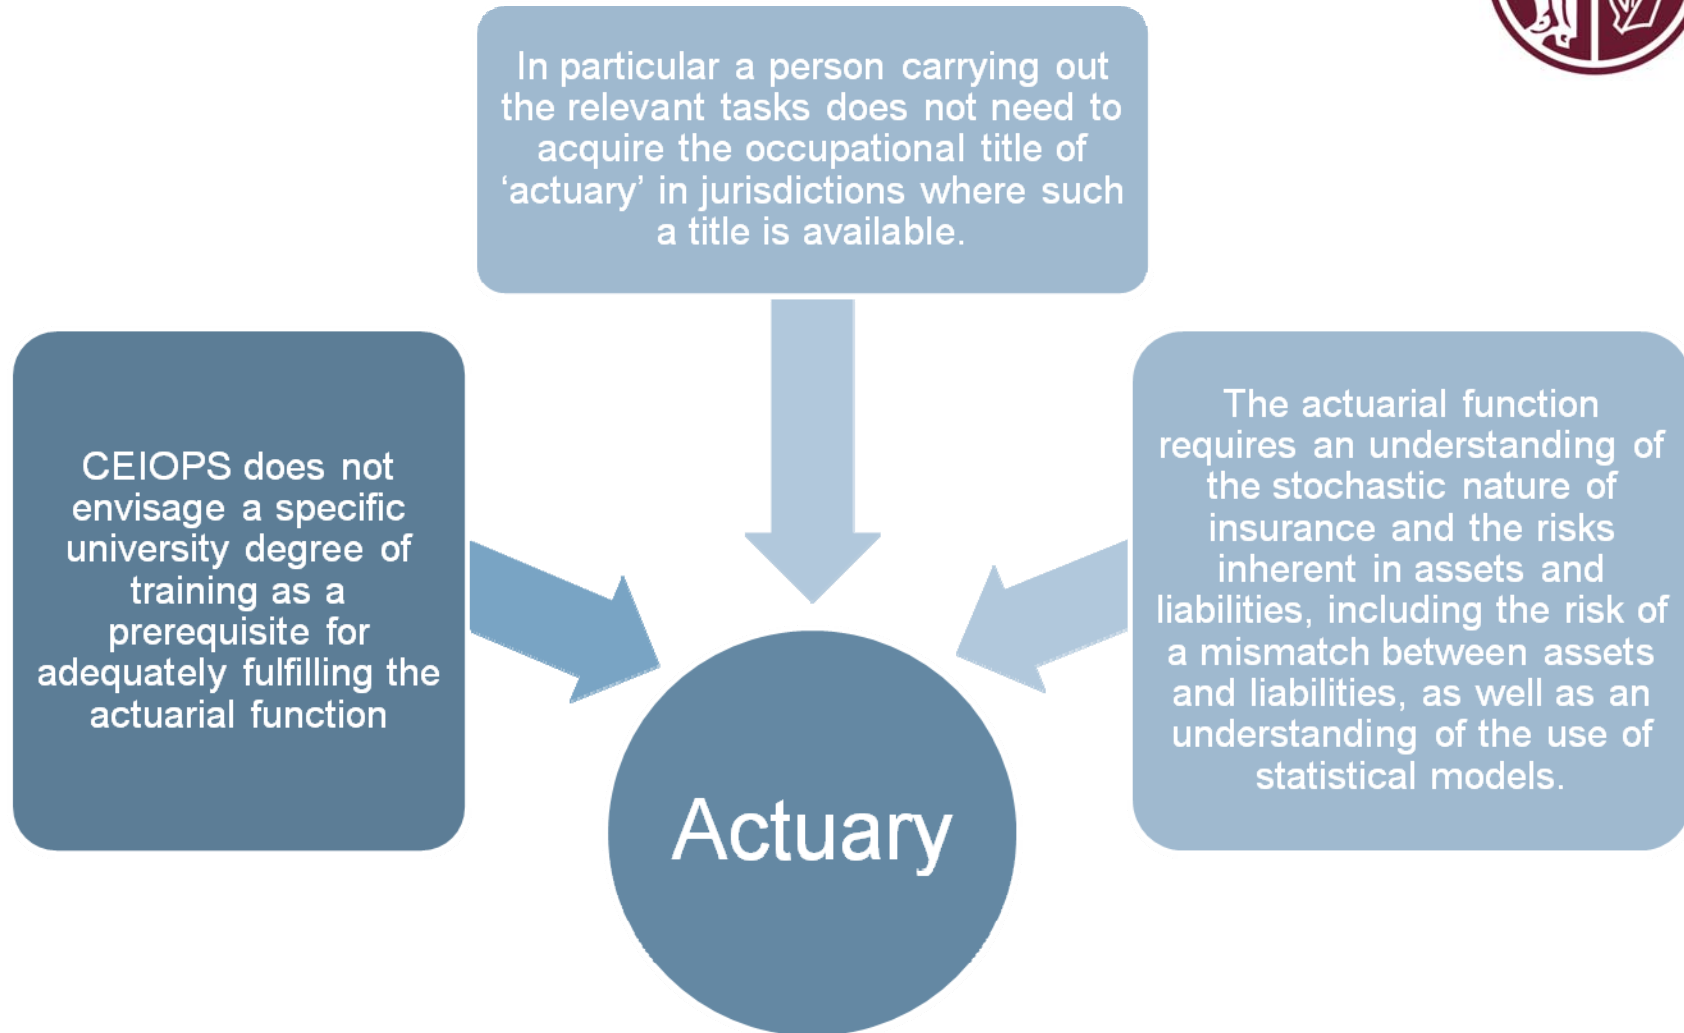 In particular a person carrying out
the relevant tasks does not need to
acquire the occupational title of
‘actuary’ in jurisdictions where such
a title is available.
CEIOPS does not
envisage a specific
university degree of
training as a
prerequisite for
adequately fulfilling the
actuarial function
The actuarial function
requires an understanding of
the stochastic nature of
insurance and the risks
inherent in assets and
liabilities, including the risk of
a mismatch between assets
and liabilities, as well as an
understanding of the use of
statistical models.
Actuary